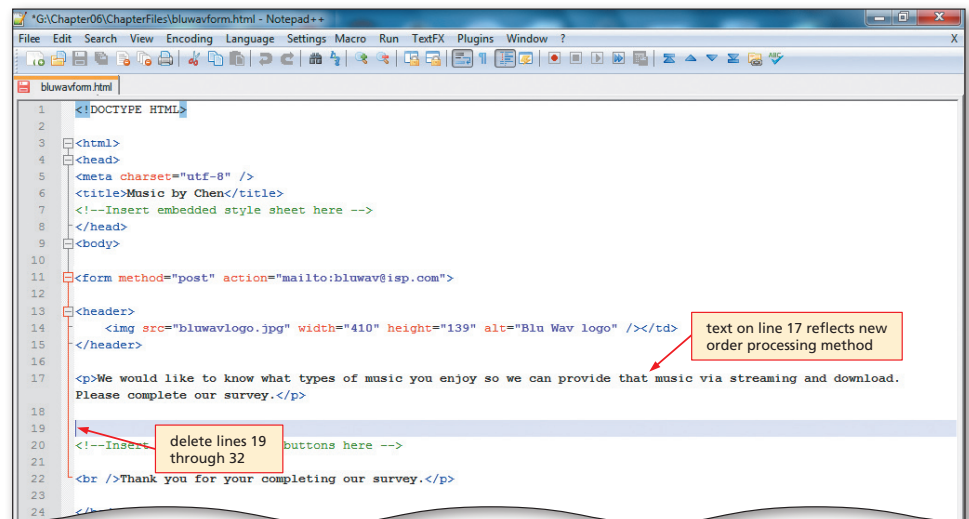 *G:\Chapter06\ChapterFiles\bluwavform.html - Notepad++
Filee Edit Search View Encoding Language Settings Macro Run TextFX Plugins Window ? X
bluwavform.html
1 <!DOCTYPE HTML>
2
3 <html>
4 <head>
5 <meta charset="utf-8" />
6 <title>Music by Chen</title>
7 <!--Insert embedded style sheet here -->
8 </head>
9 <body>
10
11 <form method="post" action="mailto:bluwav@isp.com">
12
13 <header>
14 <img src="bluwavlogo.jpg" width="410" height="139" alt="Blu Wav logo" /></td>
15 </header>
16
text on line 17 reflects new
order processing method
17 <p>We would like to know what types of music you enjoy so we can provide that music via streaming and download.
Please complete our survey.</p>
18
19
delete lines 19
through 32
20 <!--Insert buttons here -->
21
22 <br />Thank you for your completing our survey.</p>
23
24